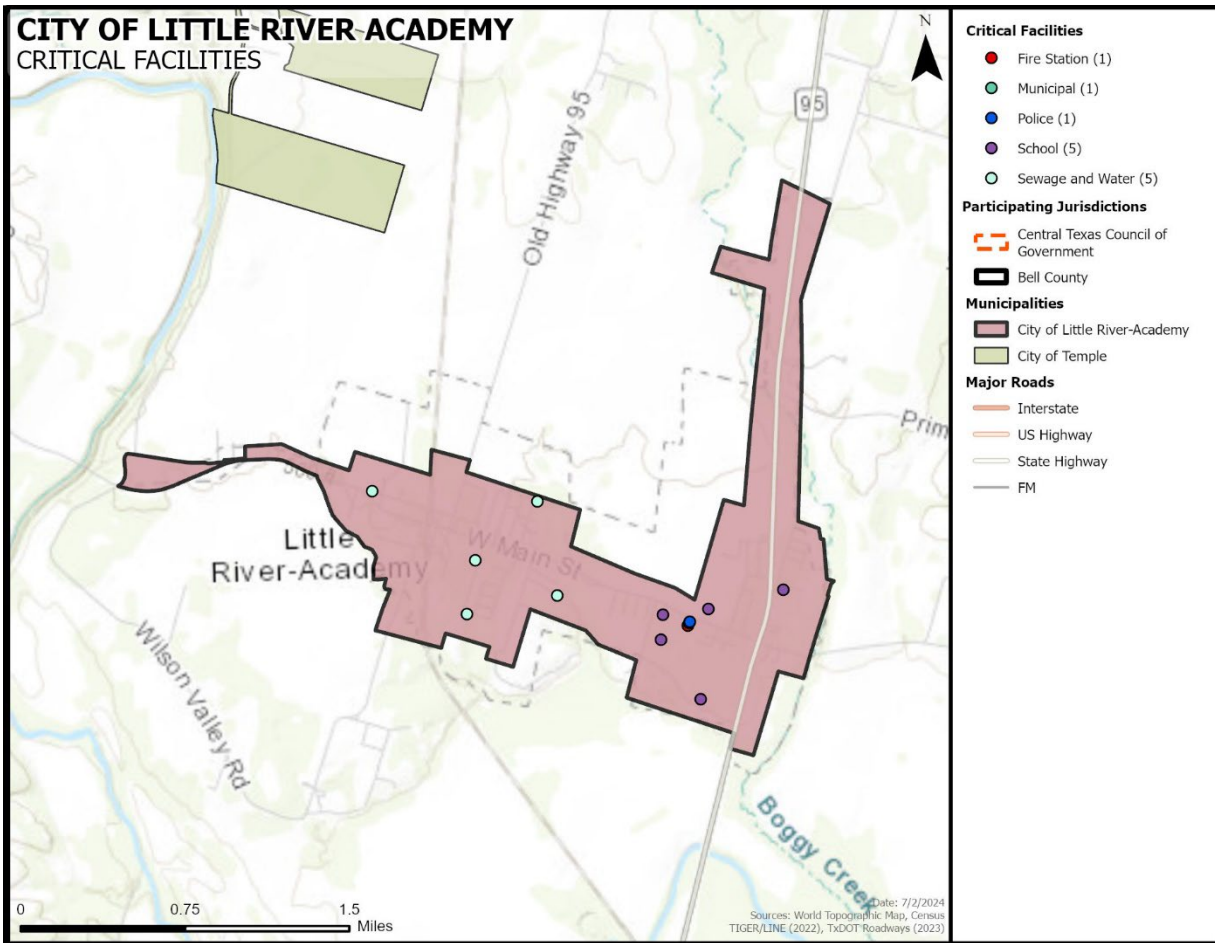 CITY OF LITTLE RIVER ACADEMY
CRITICAL FACILITIES
N
95
Old Highway 95
Prim
W Main St
Little
River-Academy
Wilson Valley Rd
Boggy Creek
0 0.75 1.5
Miles
Date: 7/2/2024
Sources: World Topographic Map, Census
TIGER/LINE (2022), TxDOT Roadways (2023)
Critical Facilities
Fire Station (1)
Municipal (1)
Police (1)
School (5)
Sewage and Water (5)
Participating Jurisdictions
Central Texas Council of
Government
Bell County
Municipalities
City of Little River-Academy
City of Temple
Major Roads
Interstate
US Highway
State Highway
FM